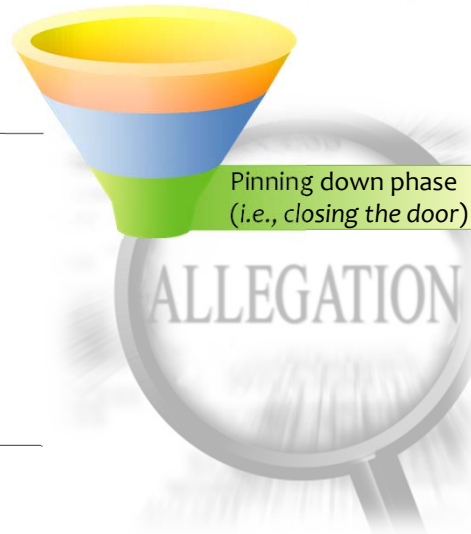 Pinning down phase
(i.e., closing the door)
ALLEGATION